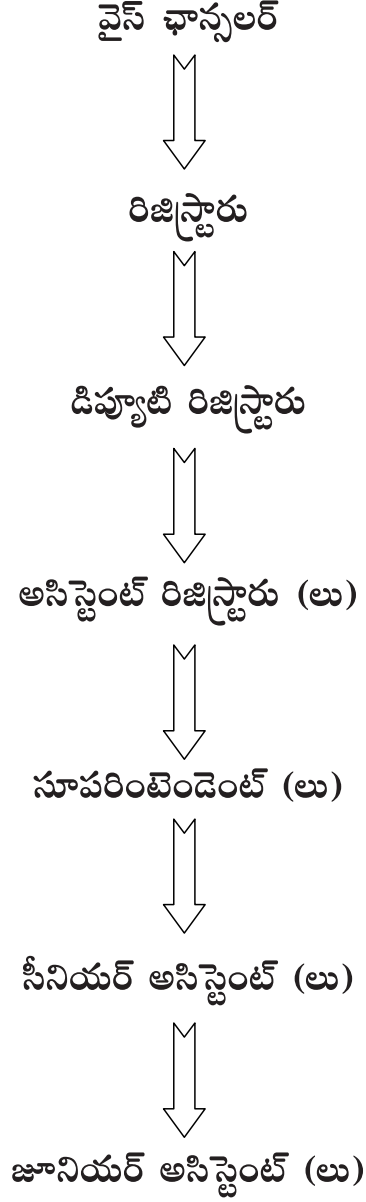 వైస్ ఛాన్సలర్
రిజిస్ట్రారు
డిప్యూటి రిజిస్ట్రారు
అసిస్టెంట్ రిజిస్ట్రారు (లు)
సూపరింటెండెంట్ (లు)
సీనియర్ అసిస్టెంట్ (లు)
జూనియర్ అసిస్టెంట్ (లు)